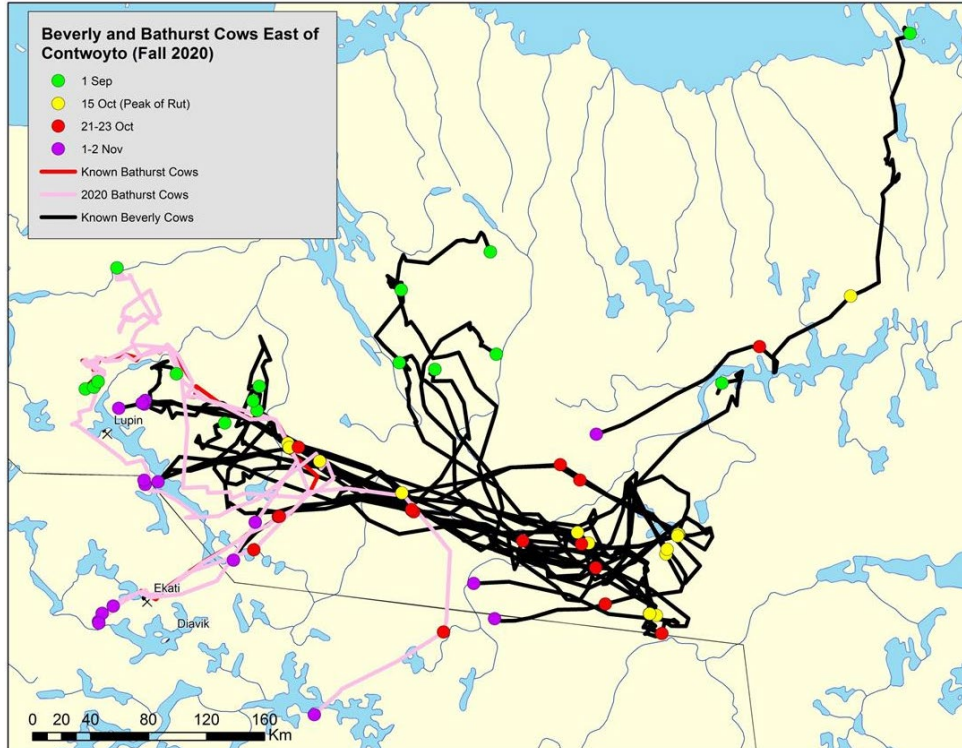 Beverly and Bathurst Cows East of
Contwoyto (Fall 2020)
1 Sep
15 Oct (Peak of Rut)
21-23 Oct
1-2 Nov
Known Bathurst Cows
2020 Bathurst Cows
Known Beverly Cows
Lupin
Ekati
Diavik
0 20 40 80 120 160
Km